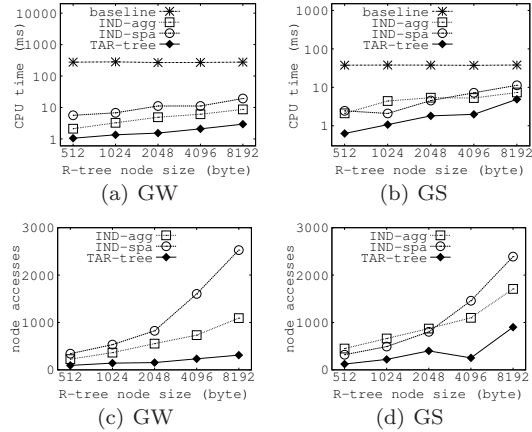 baseline
IND-agg
IND-spa
TAR-tree
CPU time (ms)
10000
1000
100
10
1
512 1024 2048 4096 8192
R-tree node size (byte)
(a) GW
baseline
IND-agg
IND-spa
TAR-tree
CPU time (ms)
1000
100
10
1
512 1024 2048 4096 8192
R-tree node size (byte)
(b) GS
IND-agg
IND-spa
TAR-tree
node accesses
3000
2000
1000
0
512 1024 2048 4096 8192
R-tree node size (byte)
(c) GW
IND-agg
IND-spa
TAR-tree
node accesses
3000
2000
1000
0
512 1024 2048 4096 8192
R-tree node size (byte)
(d) GS